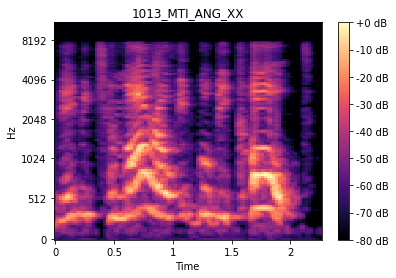 1013_MTI_ANG_XX
+0 dB
8192
-10 dB
4096
-20 dB
-30 dB
2048
Hz
-40 dB
1024
-50 dB
512
-60 dB
-70 dB
0
-80 dB
0
0.5
1
1.5
2
Time